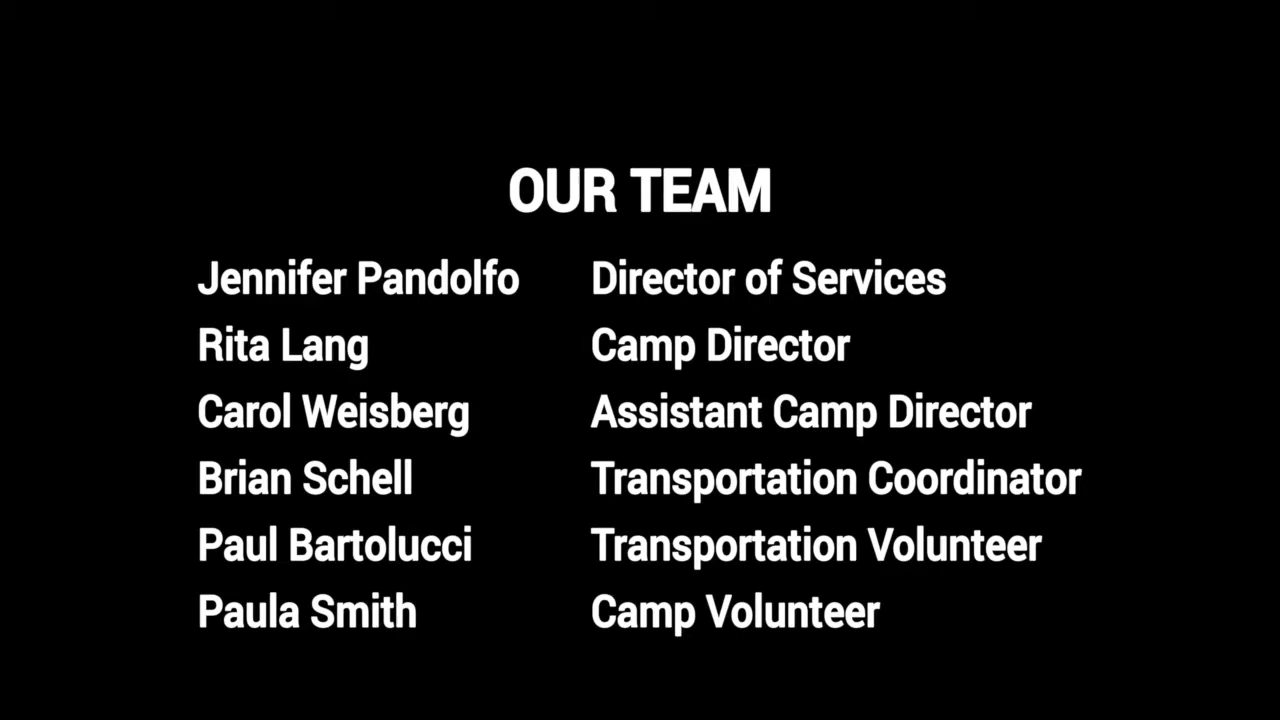 OUR TEAM
Jennifer Pandolfo Director of Services
Rita Lang Camp Director
Carol Weisberg Assistant Camp Director
Brian Schell Transportation Coordinator
Paul Bartolucci Transportation Volunteer
Paula Smith Camp Volunteer